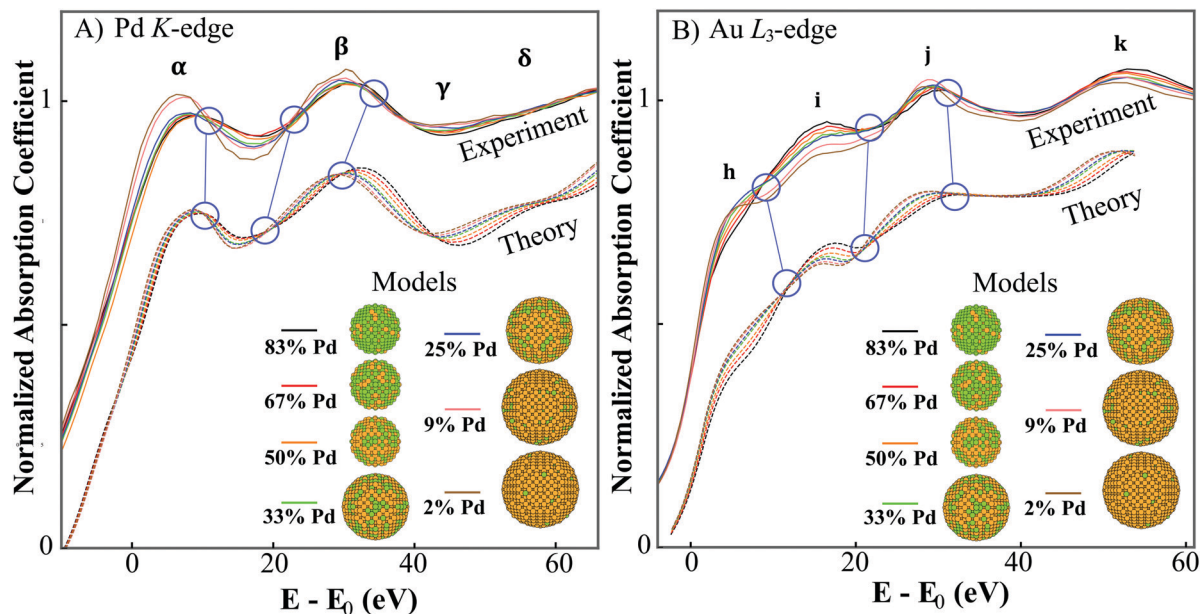 A) Pd K-edge
α
β
γ
δ
1
0
Experiment
Theory
Models
83% Pd
67% Pd
50% Pd
33% Pd
25% Pd
9% Pd
2% Pd
0
20
40
60
E - E0 (eV)
Normalized Absorption Coefficient
B) Au L3-edge
h
i
j
k
1
0
Experiment
Theory
Models
83% Pd
67% Pd
50% Pd
33% Pd
25% Pd
9% Pd
2% Pd
0
20
40
60
E - E0 (eV)
Normalized Absorption Coefficient